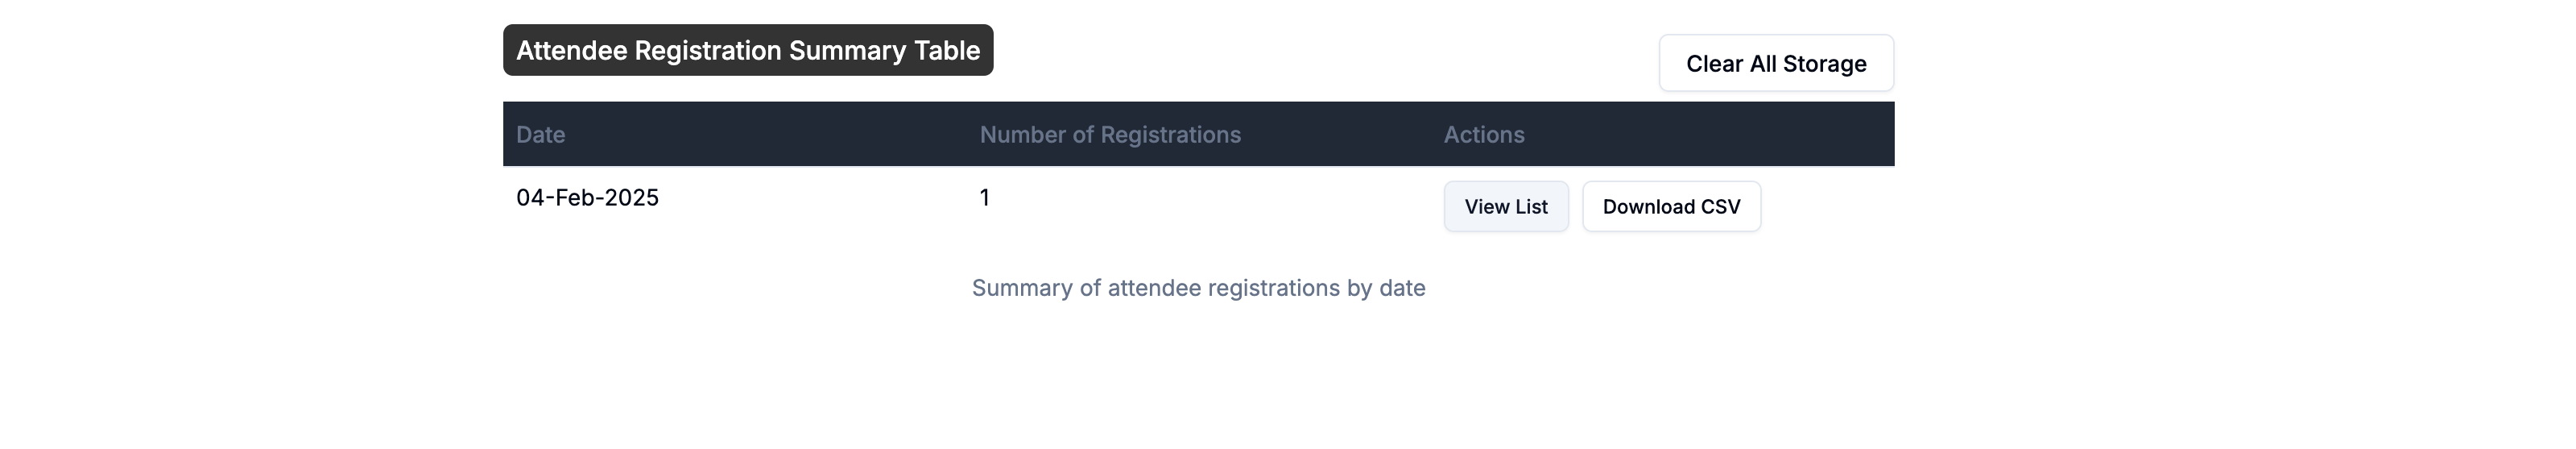 Attendee Registration Summary Table
Clear All Storage
Date Number of Registrations Actions
04-Feb-2025 1 View List Download CSV
Summary of attendee registrations by date